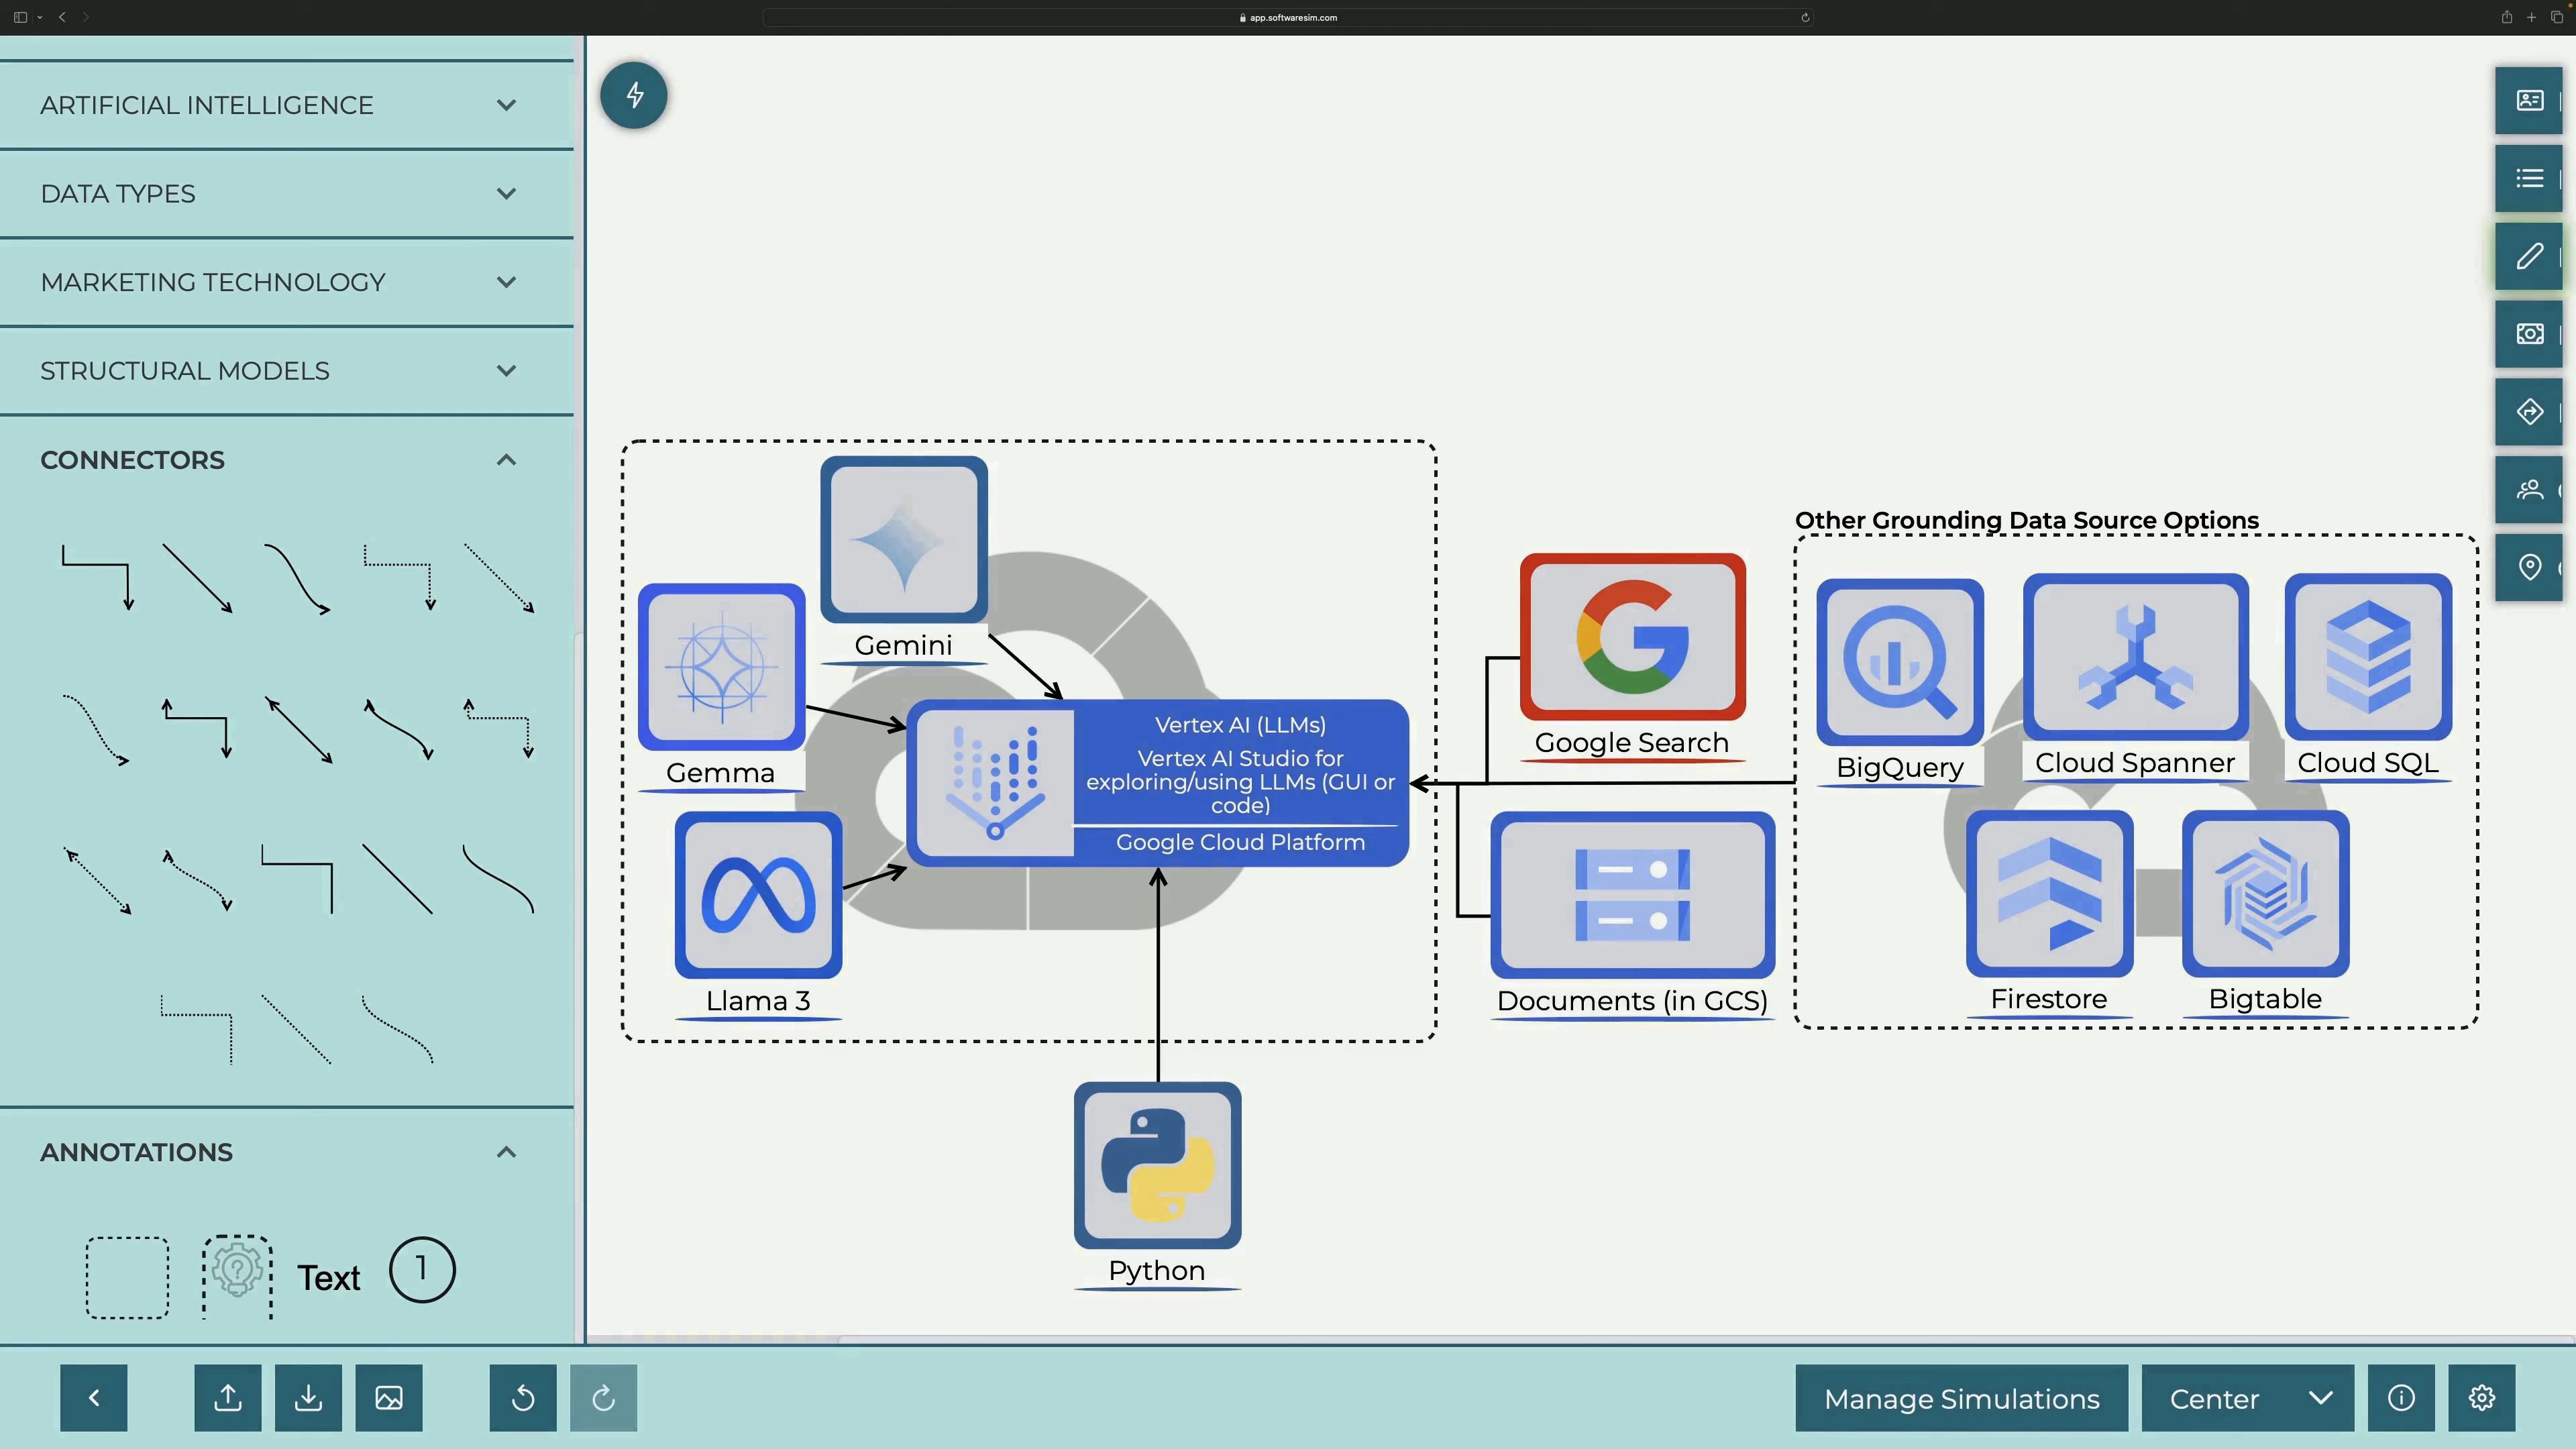 app.softwaresim.com
ARTIFICIAL INTELLIGENCE
DATA TYPES
MARKETING TECHNOLOGY
STRUCTURAL MODELS
CONNECTORS
ANNOTATIONS
Text
1
Gemini
Gemma
Llama 3
Vertex AI (LLMs)
Vertex AI Studio for
exploring/using LLMs (GUI or
code)
Google Cloud Platform
Python
Google Search
Documents (in GCS)
Other Grounding Data Source Options
BigQuery
Cloud Spanner
Cloud SQL
Firestore
Bigtable
Manage Simulations
Center